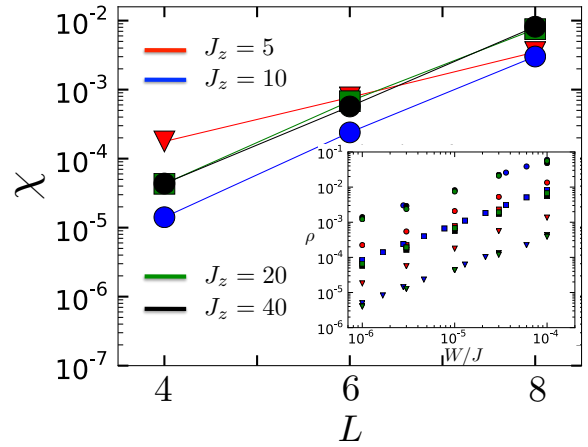 10⁻²
10⁻³
10⁻⁴
10⁻⁵
10⁻⁶
10⁻⁷
χ
J_z = 5
J_z = 10
J_z = 20
J_z = 40
4
6
8
L
10⁻¹
10⁻²
10⁻³
10⁻⁴
10⁻⁵
10⁻⁶
ρ
10⁻⁶
10⁻⁵
10⁻⁴
W/J